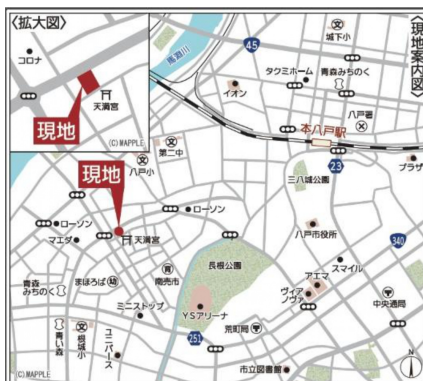 〈拡大図〉
コロナ
天満宮
現地
(C)MAPPLE
〈現地案内図〉
馬淵川
45
城下小
タクミホーム
青森みちのく
イオン
八戸署
本八戸駅
23
プラザ
第二中
八戸小
三八城公園
現地
ローソン
ローソン
マエダ
天満宮
八戸市役所
340
長根公園
スマイル
アエマ
ヴィア
ノヴァ
まほろば
南売市
青森
みちのく
ミニストップ
YSアリーナ
中央通局
青い森
根城小
ユニバース
251
荒町局
市立図書館
(C)MAPPLE
N